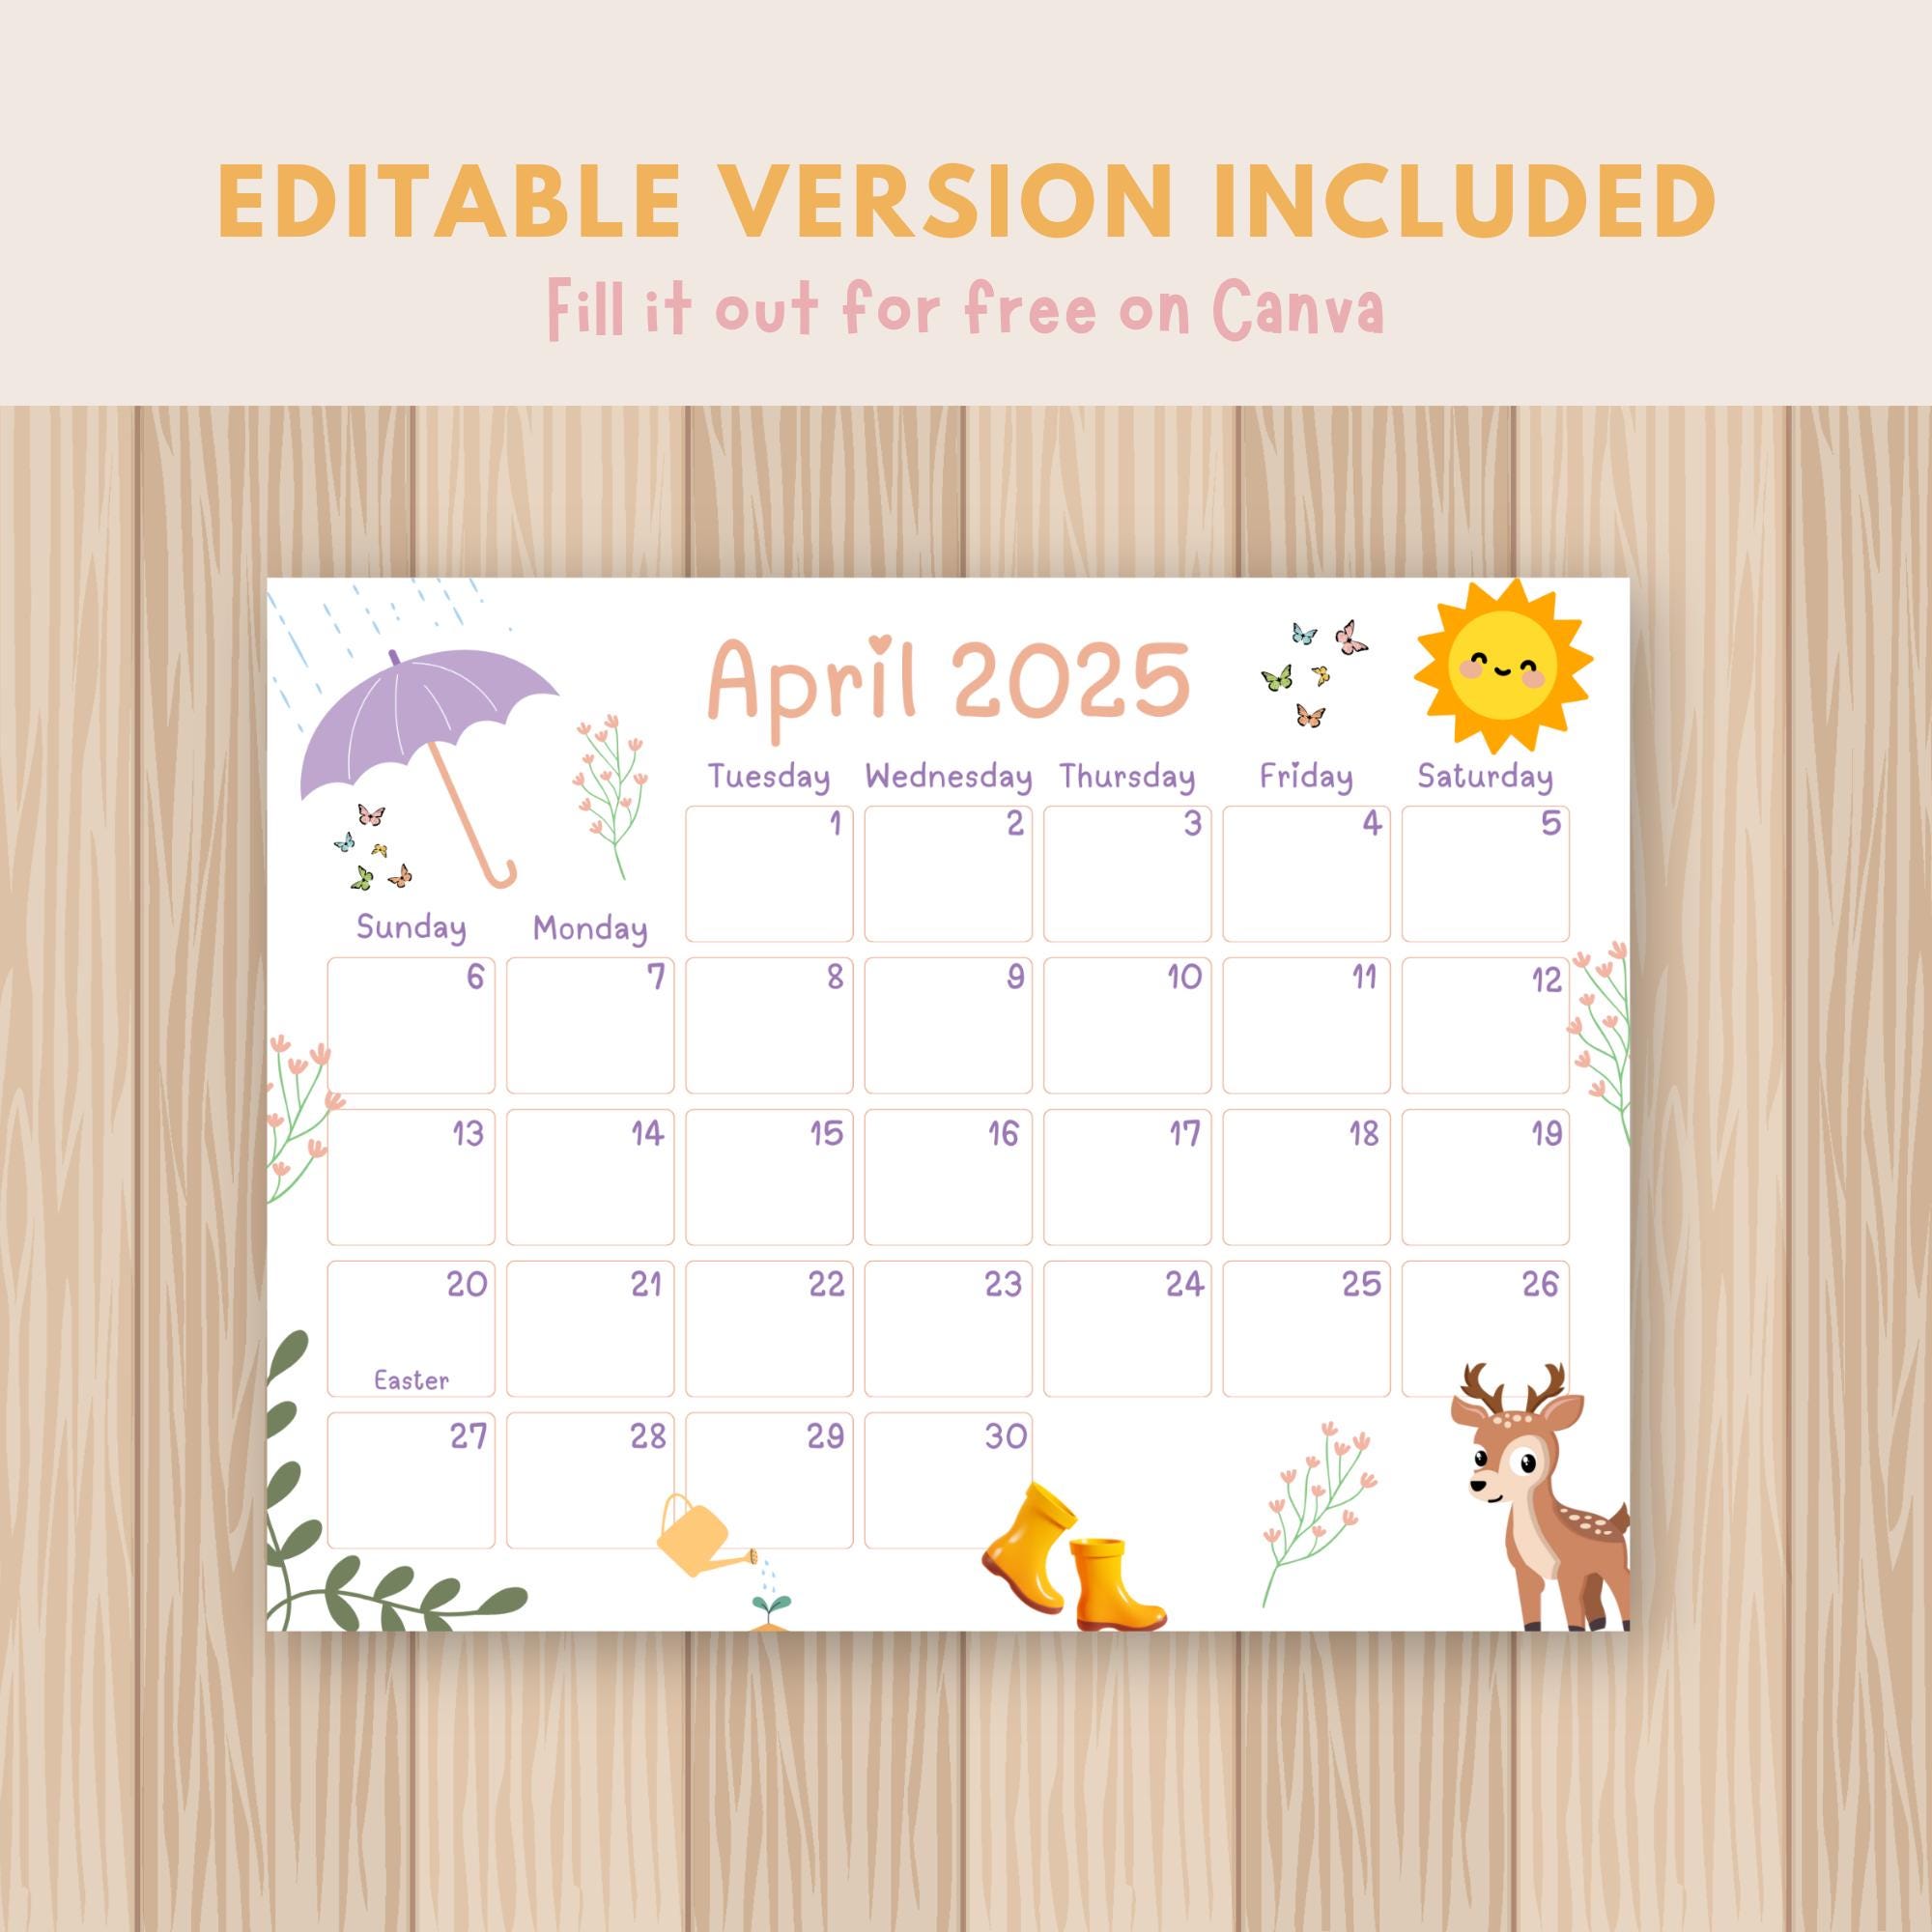 EDITABLE VERSION INCLUDED
Fill it out for free on Canva
April 2025
Tuesday Wednesday Thursday Friday Saturday
1 2 3 4 5
Sunday Monday
6 7 8 9 10 11 12
13 14 15 16 17 18 19
20 21 22 23 24 25 26
Easter
27 28 29 30